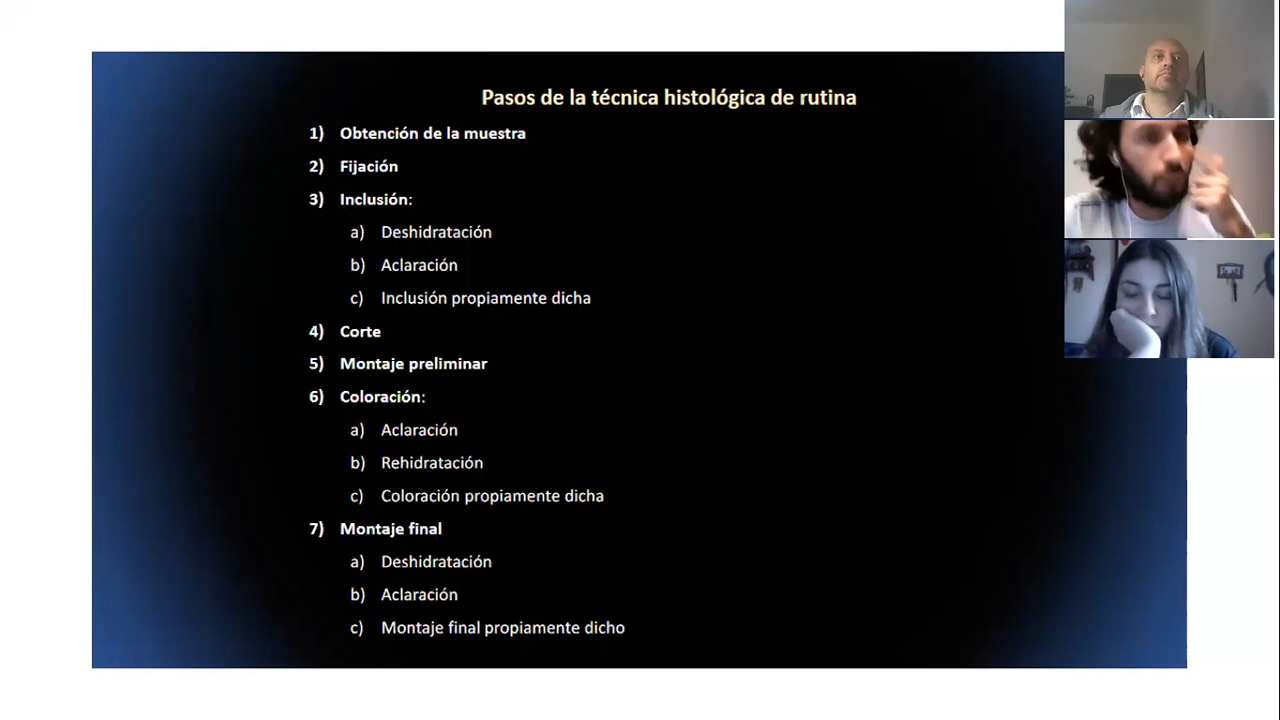 Pasos de la técnica histológica de rutina
1) Obtención de la muestra
2) Fijación
3) Inclusión:
a) Deshidratación
b) Aclaración
c) Inclusión propiamente dicha
4) Corte
5) Montaje preliminar
6) Coloración:
a) Aclaración
b) Rehidratación
c) Coloración propiamente dicha
7) Montaje final
a) Deshidratación
b) Aclaración
c) Montaje final propiamente dicho